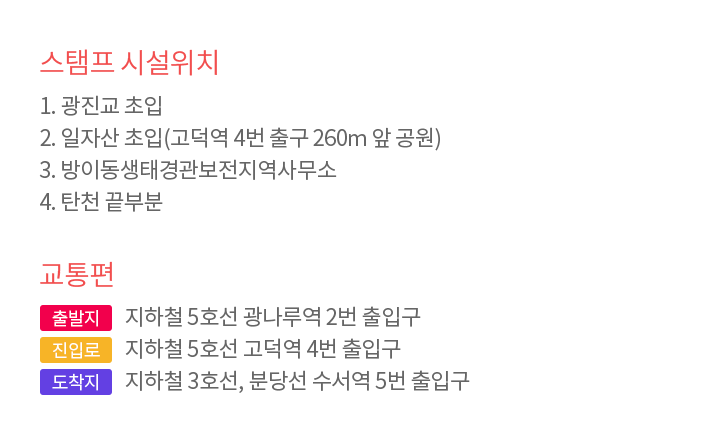 스탬프 시설위치
1. 광진교 초입
2. 일자산 초입(고덕역 4번 출구 260m 앞 공원)
3. 방이동생태경관보전지역사무소
4. 탄천 끝부분
교통편
출발지 지하철 5호선 광나루역 2번 출입구
진입로 지하철 5호선 고덕역 4번 출입구
도착지 지하철 3호선, 분당선 수서역 5번 출입구